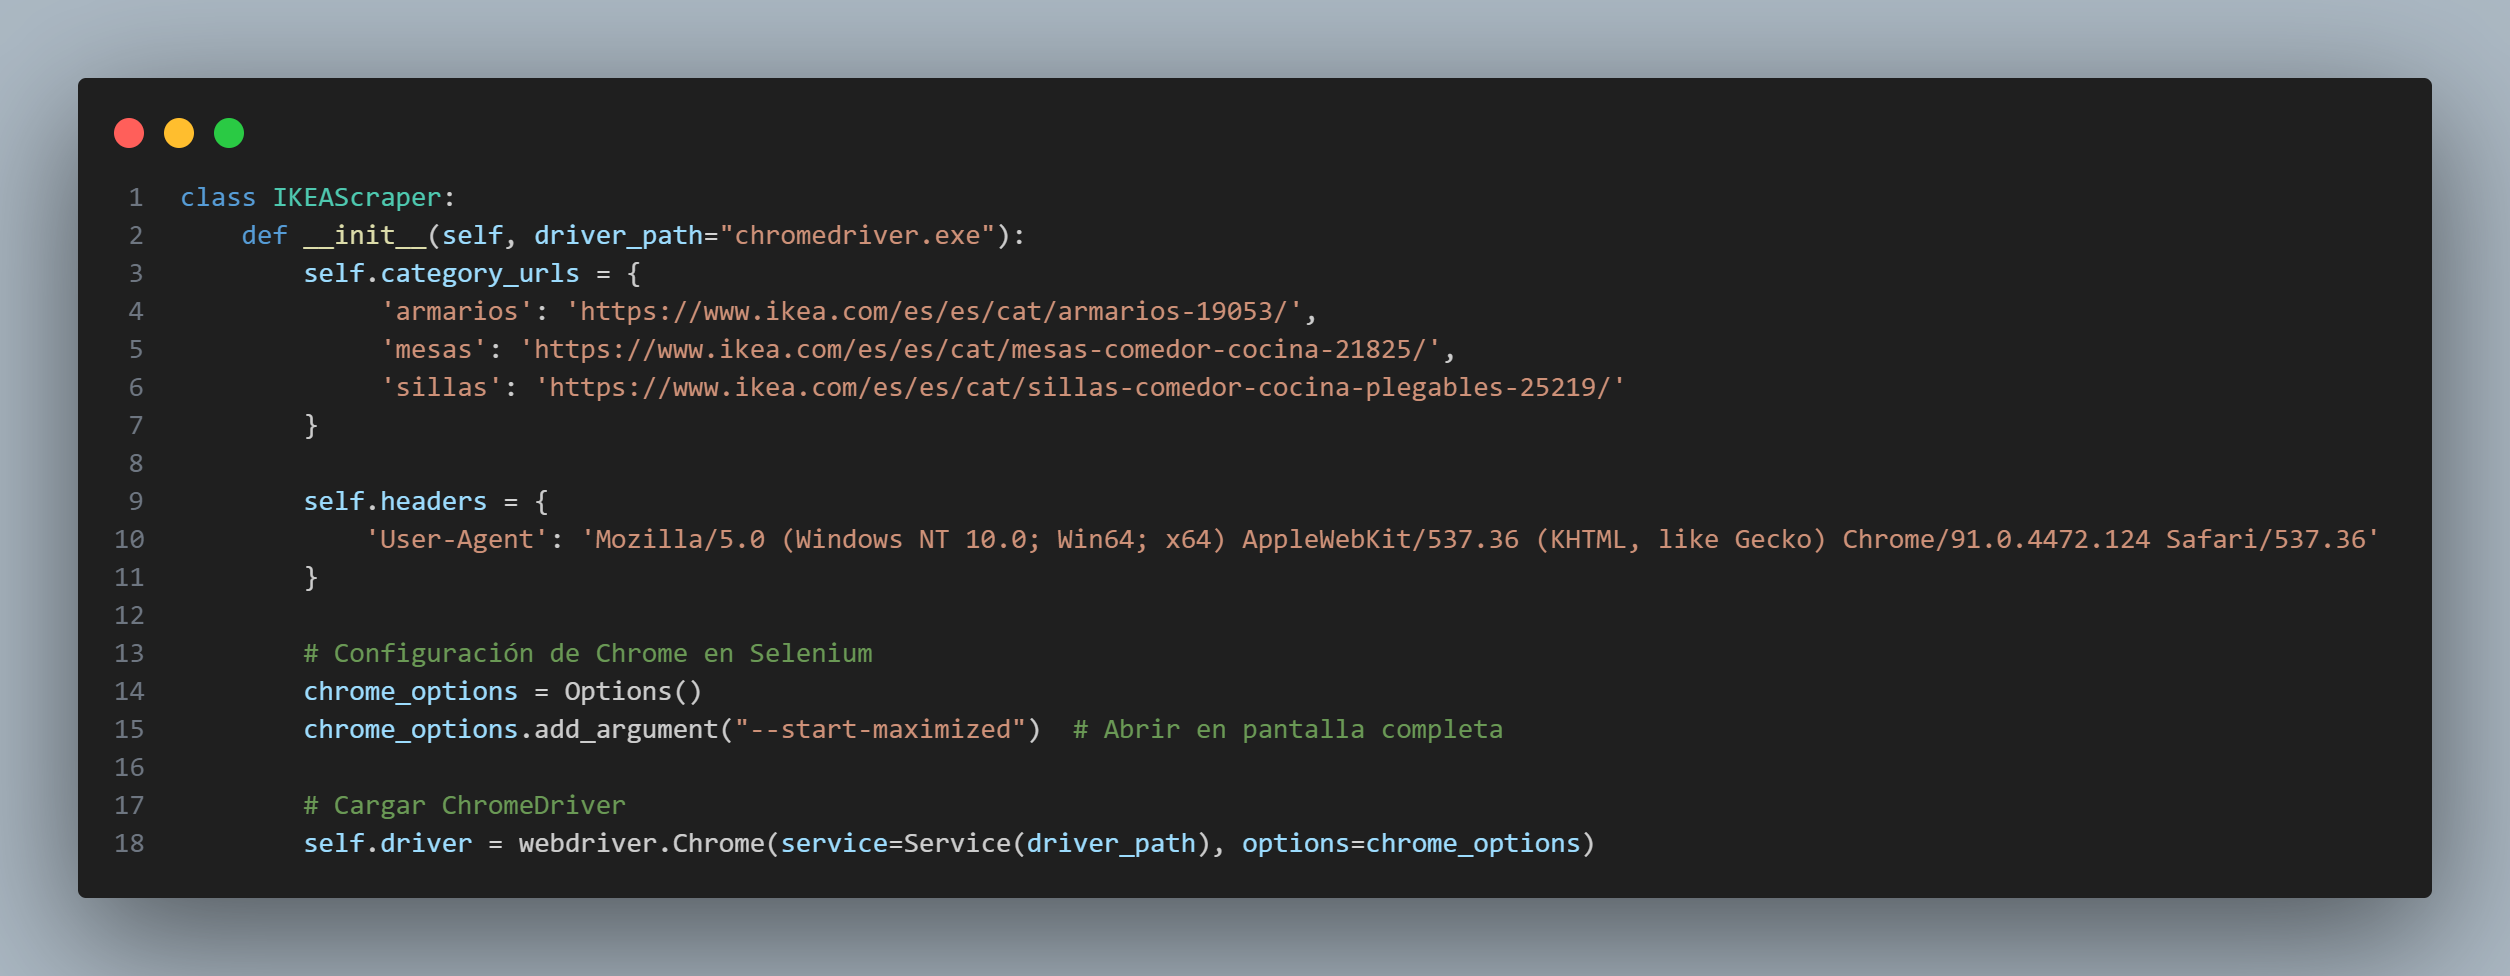 1 class IKEAScraper:
2     def __init__(self, driver_path="chromedriver.exe"):
3         self.category_urls = {
4              'armarios': 'https://www.ikea.com/es/es/cat/armarios-19053/',
5              'mesas': 'https://www.ikea.com/es/es/cat/mesas-comedor-cocina-21825/',
6              'sillas': 'https://www.ikea.com/es/es/cat/sillas-comedor-cocina-plegables-25219/'
7         }
8
9         self.headers = {
10             'User-Agent': 'Mozilla/5.0 (Windows NT 10.0; Win64; x64) AppleWebKit/537.36 (KHTML, like Gecko) Chrome/91.0.4472.124 Safari/537.36'
11         }
12
13         # Configuración de Chrome en Selenium
14         chrome_options = Options()
15         chrome_options.add_argument("--start-maximized")  # Abrir en pantalla completa
16
17         # Cargar ChromeDriver
18         self.driver = webdriver.Chrome(service=Service(driver_path), options=chrome_options)